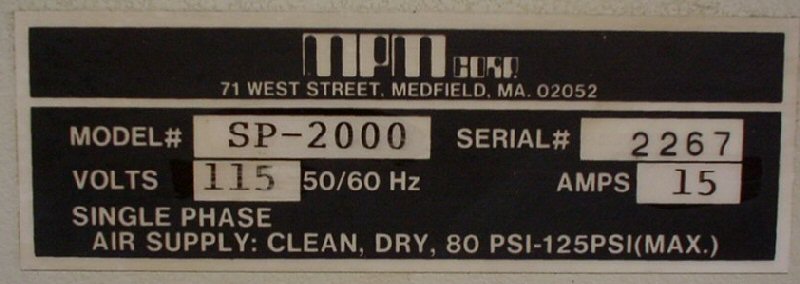 MPM CORP.
71 WEST STREET, MEDFIELD, MA. 02052
MODEL# SP-2000 SERIAL# 2267
VOLTS 115 50/60 Hz AMPS 15
SINGLE PHASE
AIR SUPPLY: CLEAN, DRY, 80 PSI-125PSI(MAX.)